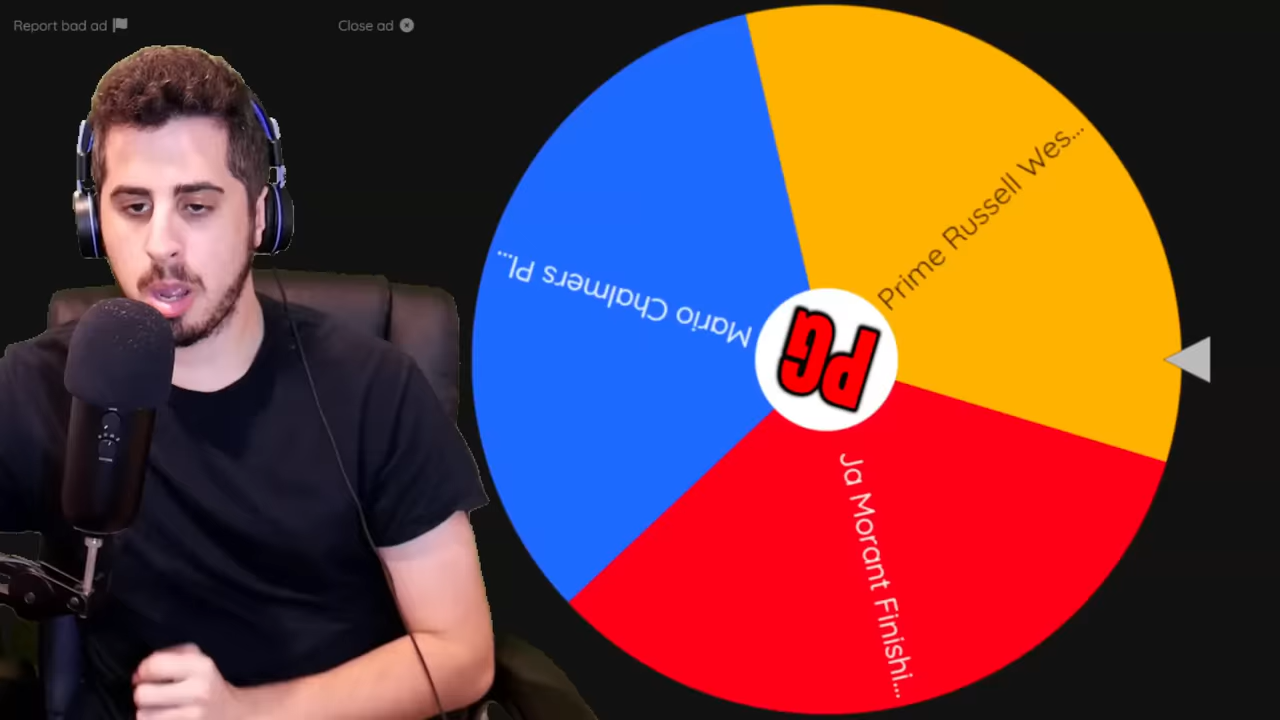 Report bad ad
Close ad
Prime Russell Wes...
Mario Chalmers Pl...
PG
Ja Morant Finishi...